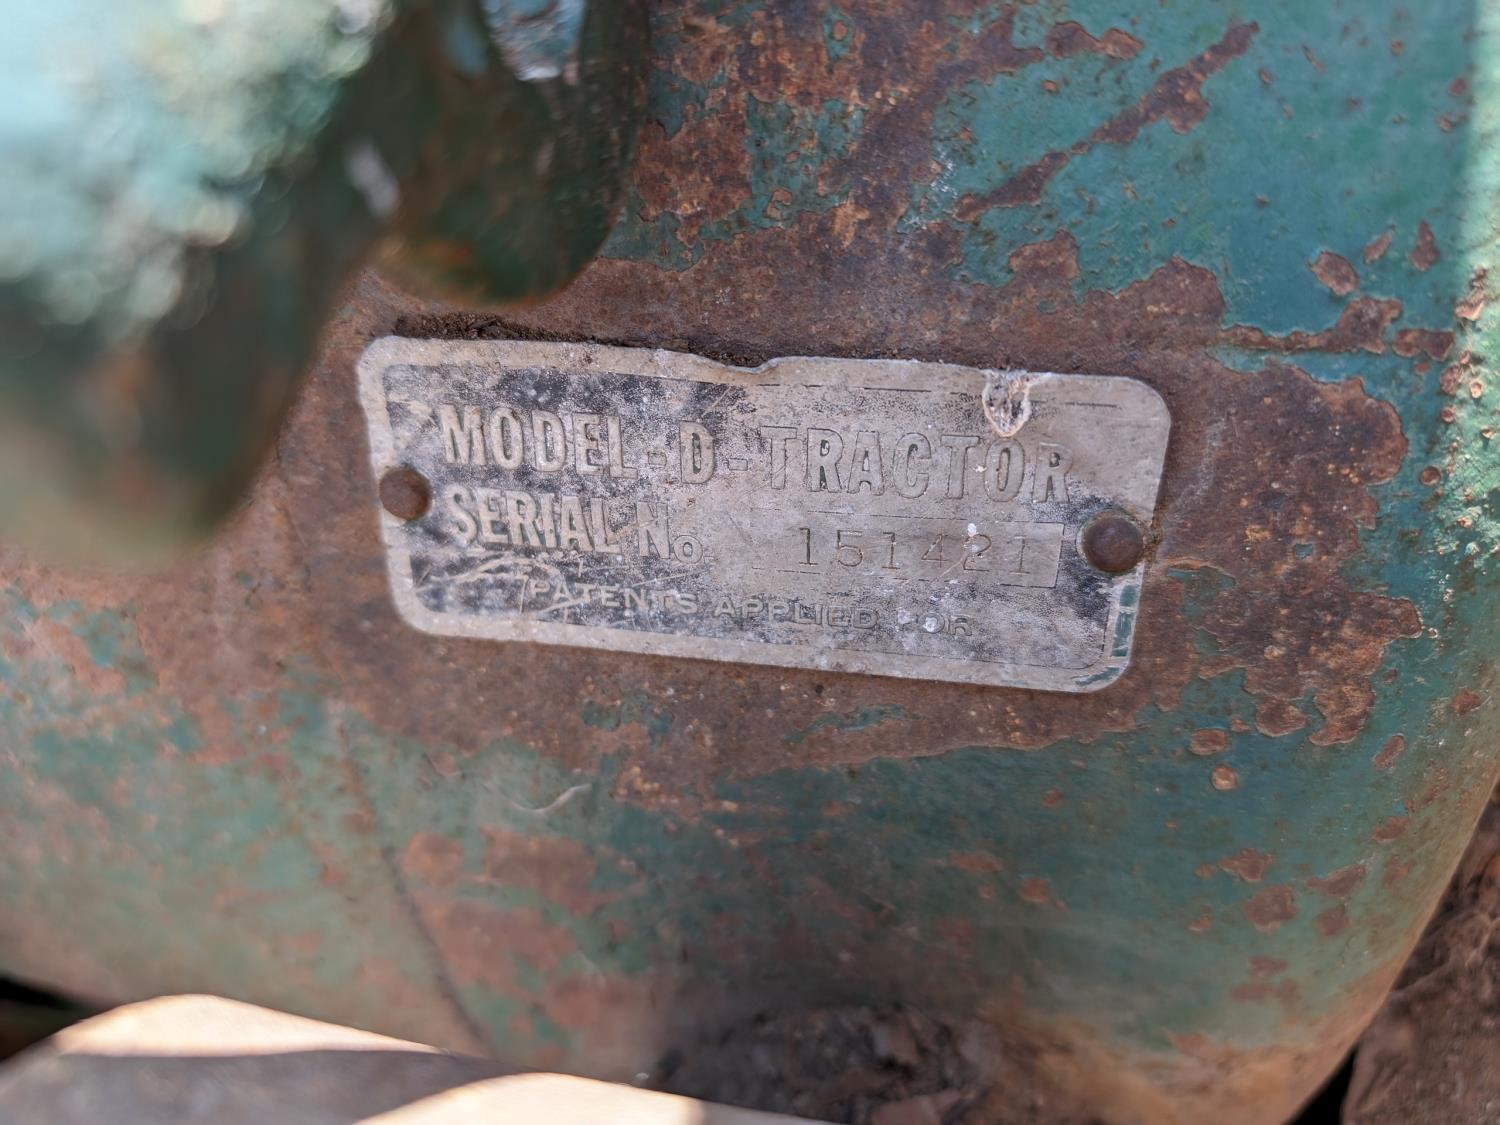 MODEL-D-TRACTOR
SERIAL No 151421
PATENTS APPLIED FOR